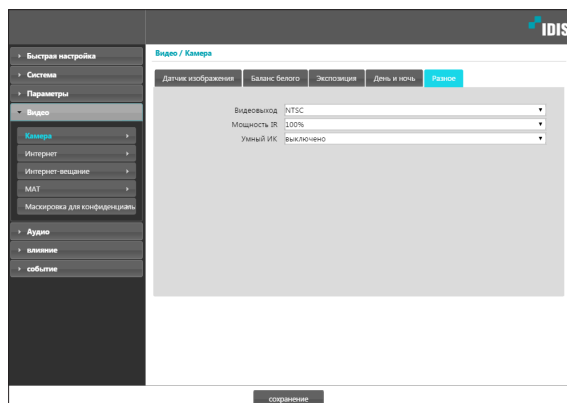 IDIS
Быстрая настройка
Система
Параметры
Видео
Камера
Интернет
Интернет-вещание
MAT
Маскировка для конфиденциаль
Аудио
влияние
событие
Видео / Камера
Датчик изображения Баланс белого Экспозиция День и ночь Разное
Видеовыход NTSC
Мощность IR 100%
Умный ИК выключено
сохранение